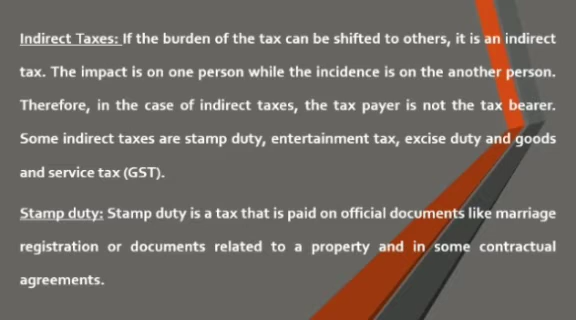 Indirect Taxes: If the burden of the tax can be shifted to others, it is an indirect
tax. The impact is on one person while the incidence is on the another person.
Therefore, in the case of indirect taxes, the tax payer is not the tax bearer.
Some indirect taxes are stamp duty, entertainment tax, excise duty and goods
and service tax (GST).
Stamp duty: Stamp duty is a tax that is paid on official documents like marriage
registration or documents related to a property and in some contractual
agreements.